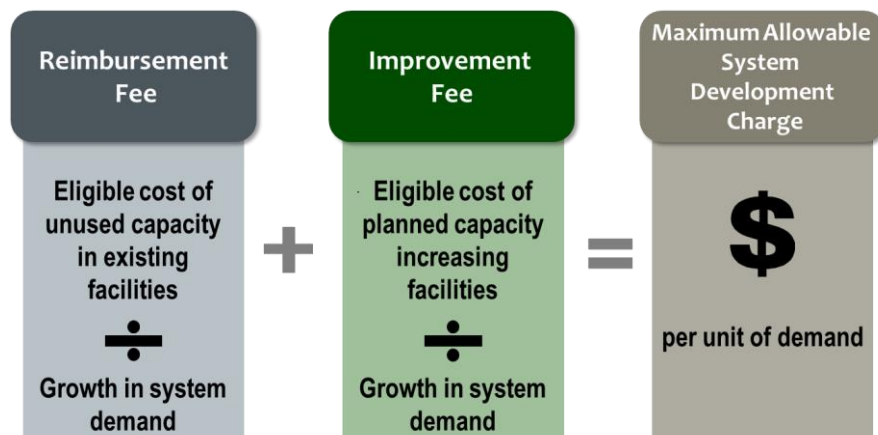 Reimbursement
Fee
Eligible cost of
unused capacity
in existing
facilities
÷
Growth in system
demand
+
Improvement
Fee
Eligible cost of
planned capacity
increasing
facilities
÷
Growth in system
demand
=
Maximum Allowable
System
Development
Charge
$
per unit of demand